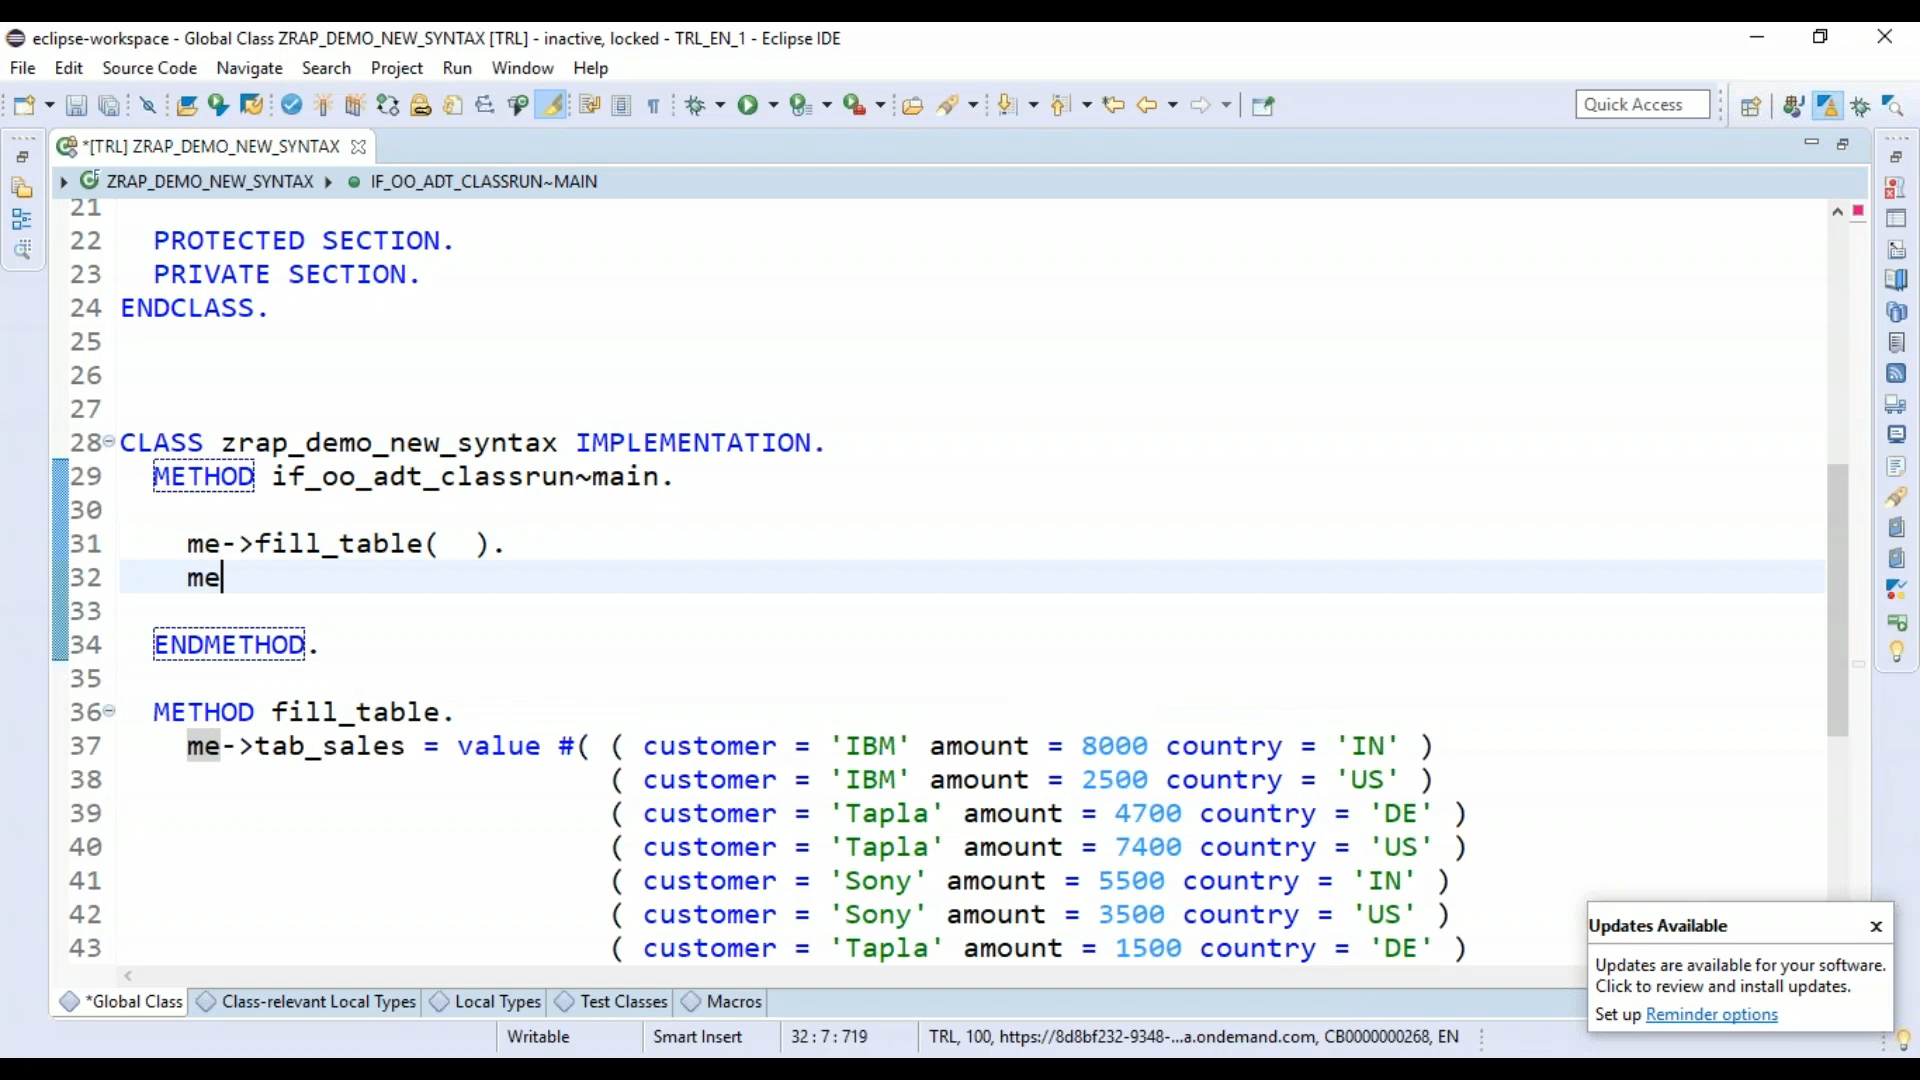 eclipse-workspace - Global Class ZRAP_DEMO_NEW_SYNTAX [TRL] - inactive, locked - TRL_EN_1 - Eclipse IDE
File Edit Source Code Navigate Search Project Run Window Help
Quick Access
*[TRL] ZRAP_DEMO_NEW_SYNTAX
ZRAP_DEMO_NEW_SYNTAX IF_OO_ADT_CLASSRUN~MAIN
21
22 PROTECTED SECTION.
23 PRIVATE SECTION.
24 ENDCLASS.
25
26
27
28 CLASS zrap_demo_new_syntax IMPLEMENTATION.
29 METHOD if_oo_adt_classrun~main.
30
31 me->fill_table(  ).
32 me
33
34 ENDMETHOD.
35
36 METHOD fill_table.
37 me->tab_sales = value #( ( customer = 'IBM' amount = 8000 country = 'IN' )
38 ( customer = 'IBM' amount = 2500 country = 'US' )
39 ( customer = 'Tapla' amount = 4700 country = 'DE' )
40 ( customer = 'Tapla' amount = 7400 country = 'US' )
41 ( customer = 'Sony' amount = 5500 country = 'IN' )
42 ( customer = 'Sony' amount = 3500 country = 'US' )
43 ( customer = 'Tapla' amount = 1500 country = 'DE' )
Updates Available x
Updates are available for your software.
Click to review and install updates.
Set up Reminder options
*Global Class Class-relevant Local Types Local Types Test Classes Macros
Writable Smart Insert 32 : 7 : 719 TRL, 100, https://8d8bf232-9348-...a.ondemand.com, CB0000000268, EN